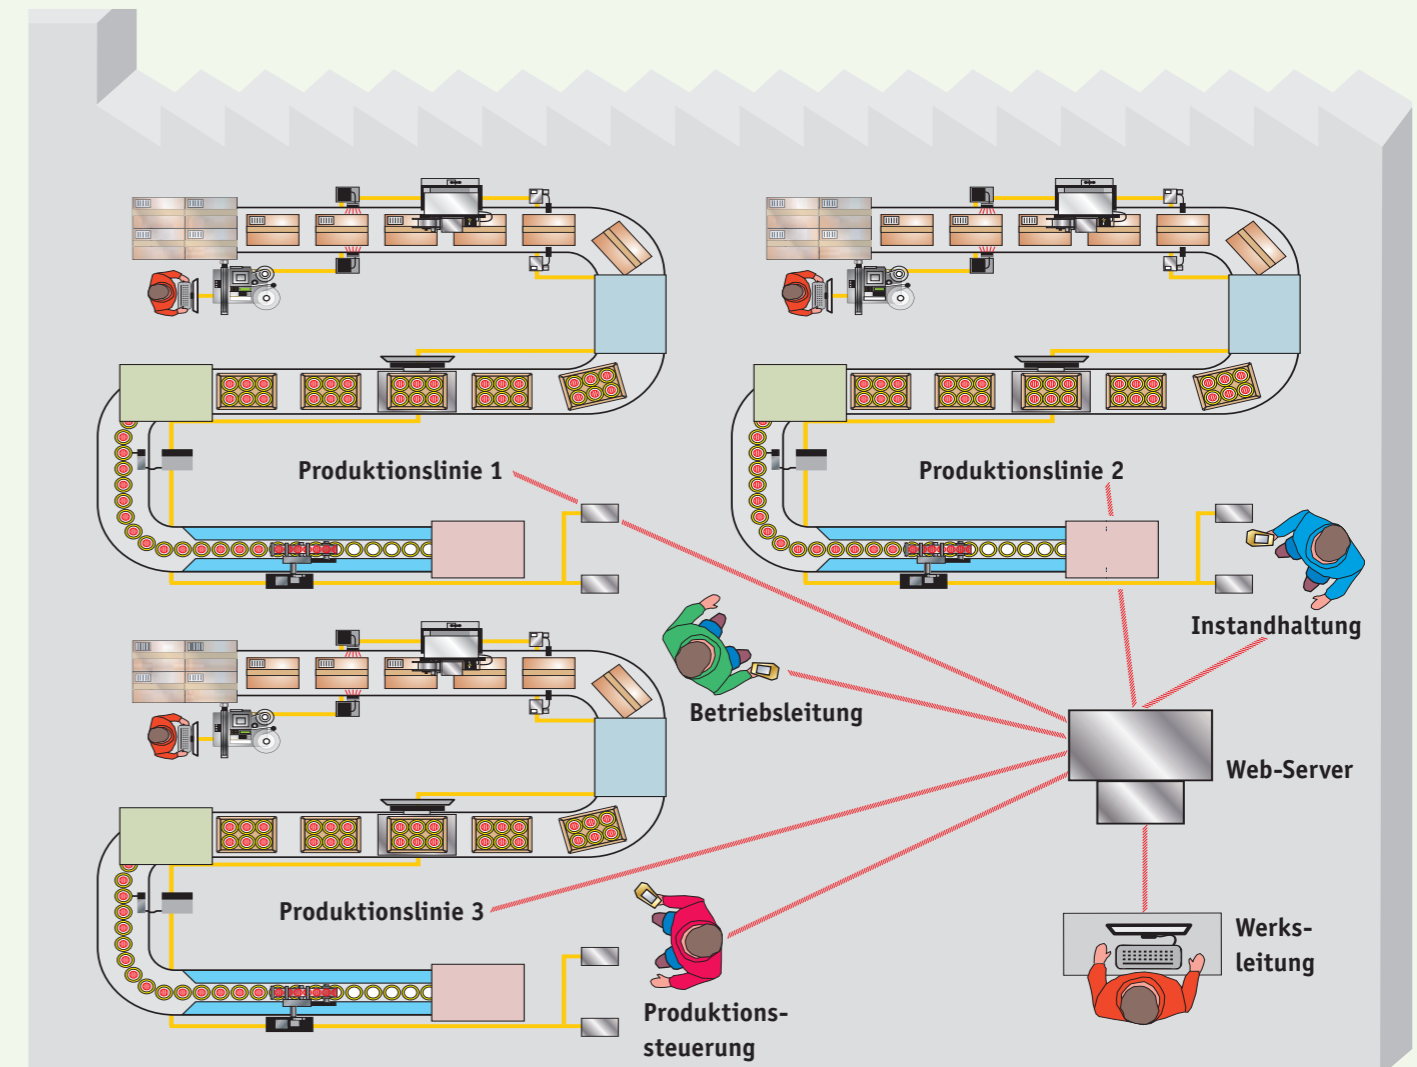 Produktionslinie 1
Produktionslinie 2
Instandhaltung
Betriebsleitung
Web-Server
Produktionslinie 3
Werks-
leitung
Produktions-
steuerung